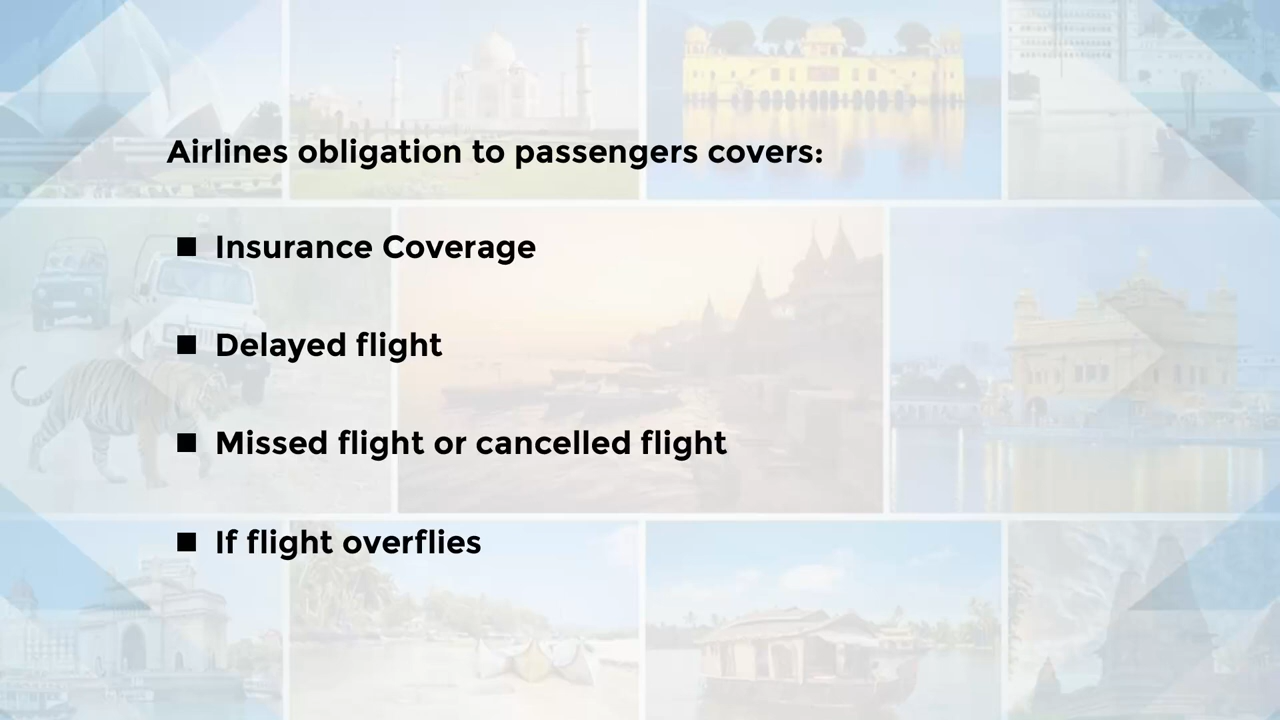 Airlines obligation to passengers covers:
■ Insurance Coverage
■ Delayed flight
■ Missed flight or cancelled flight
■ If flight overflies